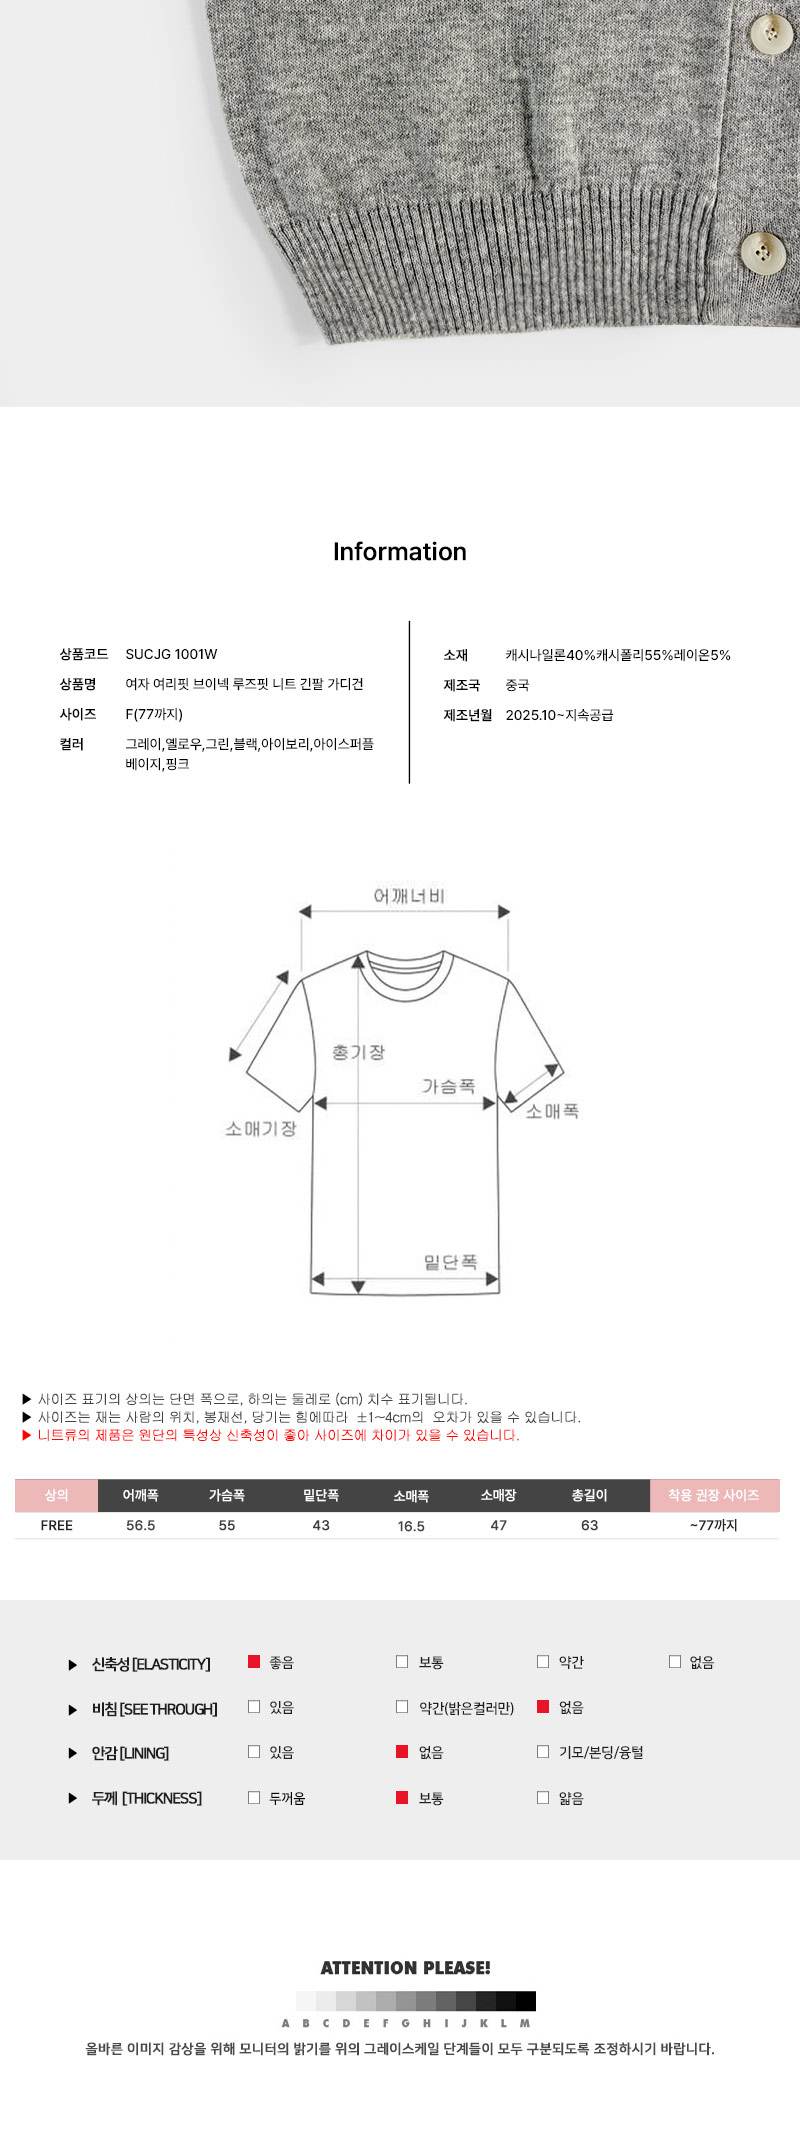 Information
상품코드 SUCJG 1001W
상품명 여자 여리핏 브이넥 루즈핏 니트 긴팔 가디건
사이즈 F(77까지)
컬러 그레이,옐로우,그린,블랙,아이보리,아이스퍼플
베이지,핑크
소재 캐시나일론40%캐시폴리55%레이온5%
제조국 중국
제조년월 2025.10~지속공급
어깨너비
총기장
가슴폭
소매폭
소매기장
밑단폭
▶ 사이즈 표기의 상의는 단면 폭으로, 하의는 둘레로 (cm) 치수 표기됩니다.
▶ 사이즈는 재는 사람의 위치, 봉재선, 당기는 힘에따라 ±1~4cm의 오차가 있을 수 있습니다.
▶ 니트류의 제품은 원단의 특성상 신축성이 좋아 사이즈에 차이가 있을 수 있습니다.
상의 어깨폭 가슴폭 밑단폭 소매폭 소매장 총길이 착용 권장 사이즈
FREE 56.5 55 43 16.5 47 63 ~77까지
▶ 신축성 [ELASTICITY] 좋음 보통 약간 없음
▶ 비침 [SEE THROUGH] 있음 약간(밝은컬러만) 없음
▶ 안감 [LINING] 있음 없음 기모/본딩/융털
▶ 두께 [THICKNESS] 두꺼움 보통 얇음
ATTENTION PLEASE!
A B C D E F G H I J K L M
올바른 이미지 감상을 위해 모니터의 밝기를 위의 그레이스케일 단계들이 모두 구분되도록 조정하시기 바랍니다.